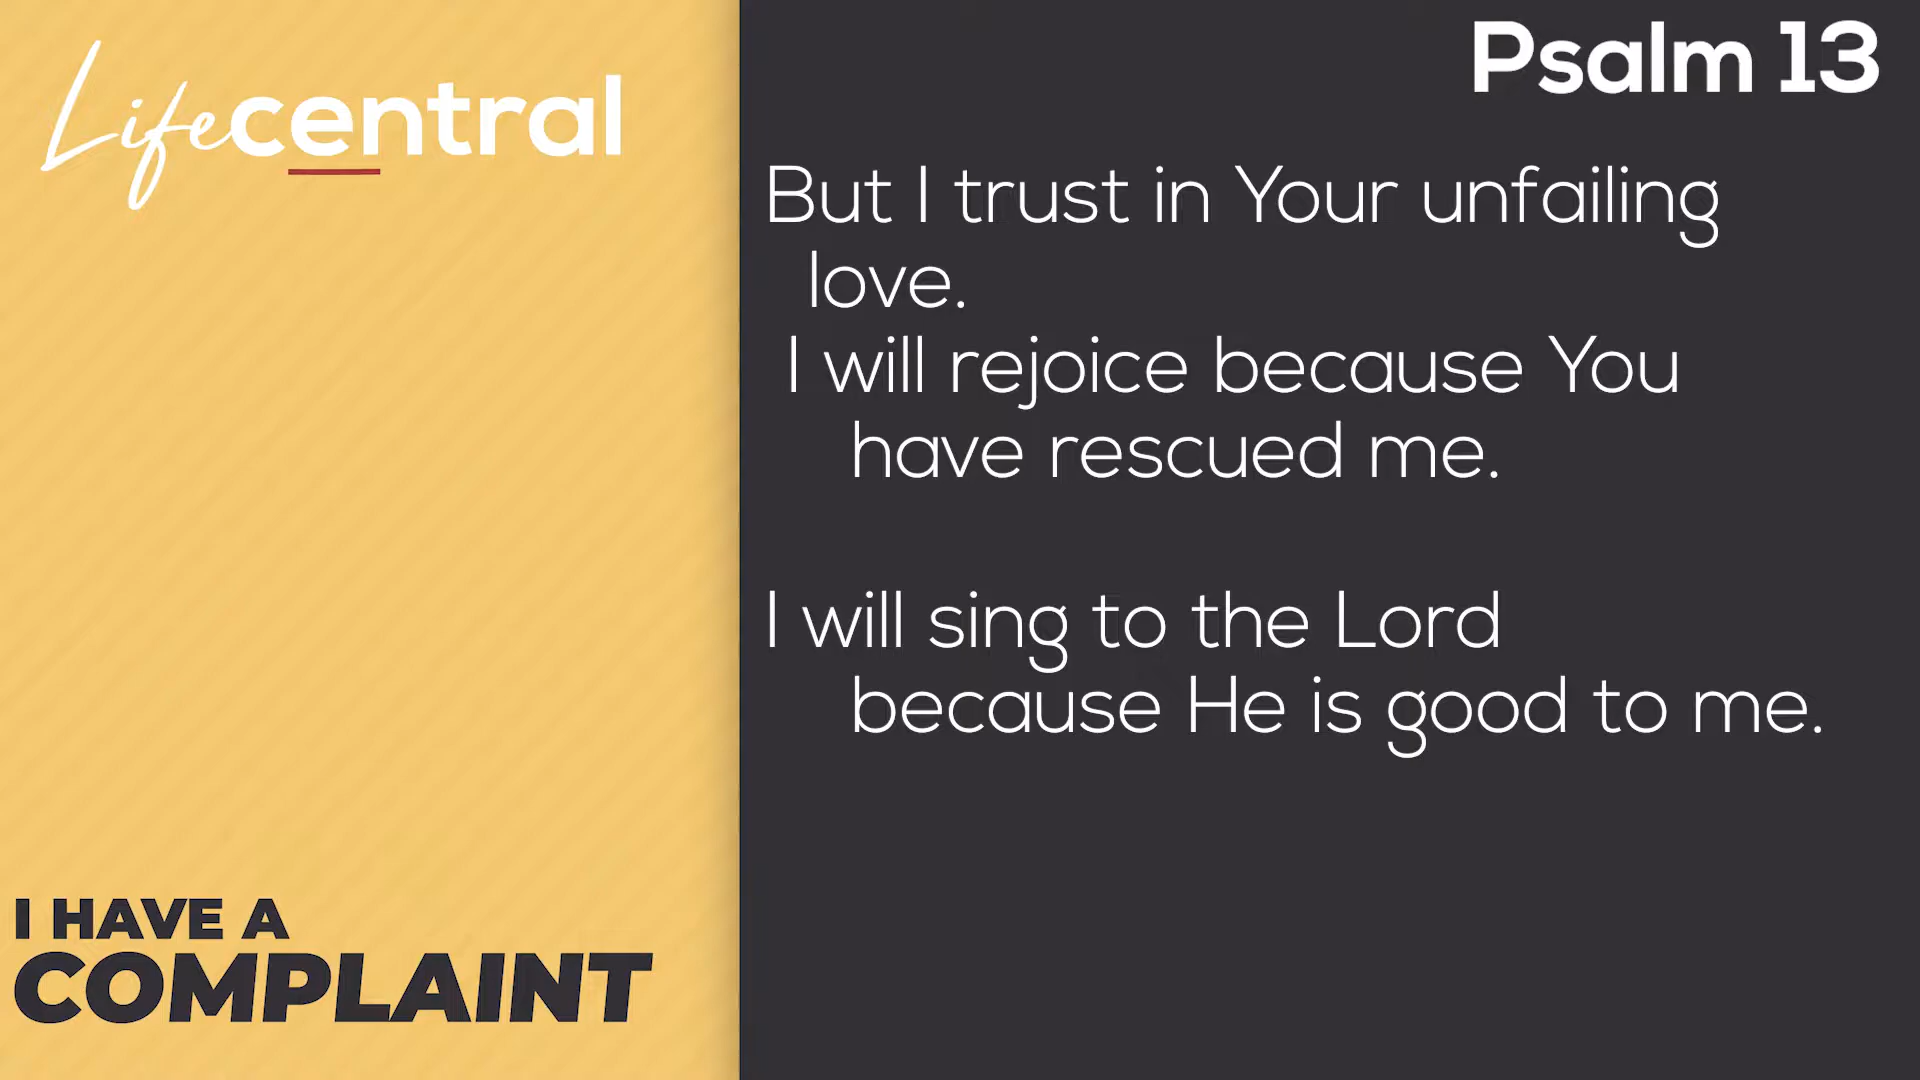 Lifecentral
Psalm 13
But I trust in Your unfailing
love.
I will rejoice because You
have rescued me.
I will sing to the Lord
because He is good to me.
I HAVE A
COMPLAINT